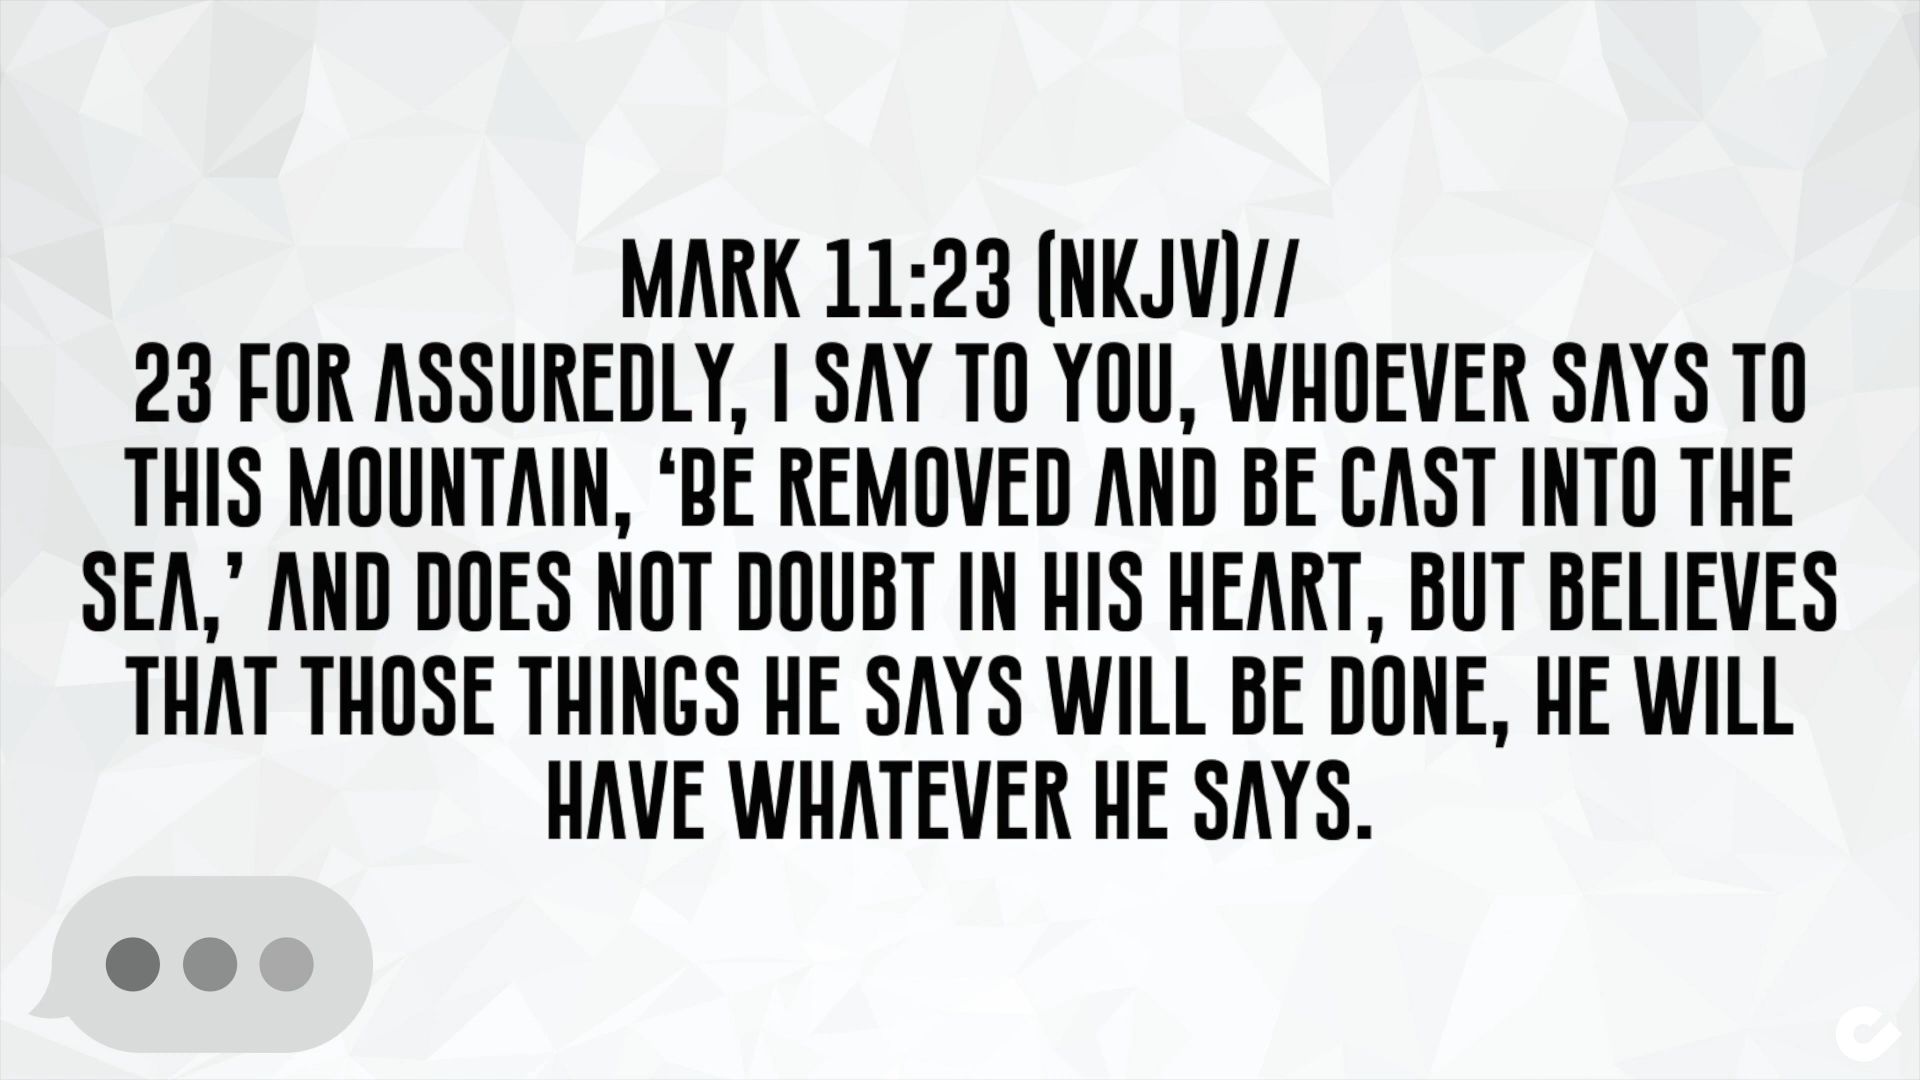 MARK 11:23 (NKJV)//
23 FOR ASSUREDLY, I SAY TO YOU, WHOEVER SAYS TO
THIS MOUNTAIN, ‘BE REMOVED AND BE CAST INTO THE
SEA,’ AND DOES NOT DOUBT IN HIS HEART, BUT BELIEVES
THAT THOSE THINGS HE SAYS WILL BE DONE, HE WILL
HAVE WHATEVER HE SAYS.